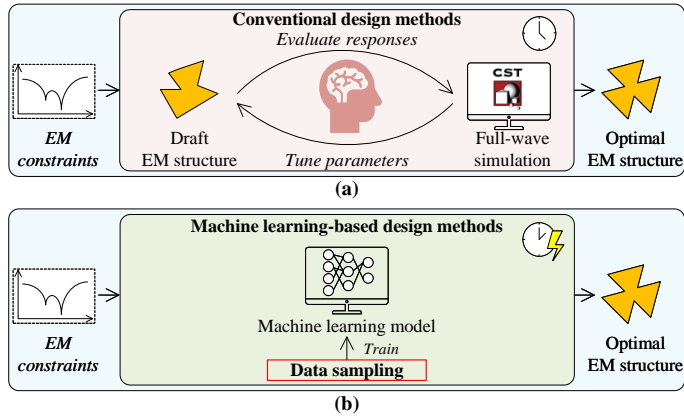 Conventional design methods
Evaluate responses
CST
EM
constraints
Draft
EM structure
Tune parameters
Full-wave
simulation
Optimal
EM structure
(a)
Machine learning-based design methods
EM
constraints
Machine learning model
Train
Data sampling
Optimal
EM structure
(b)